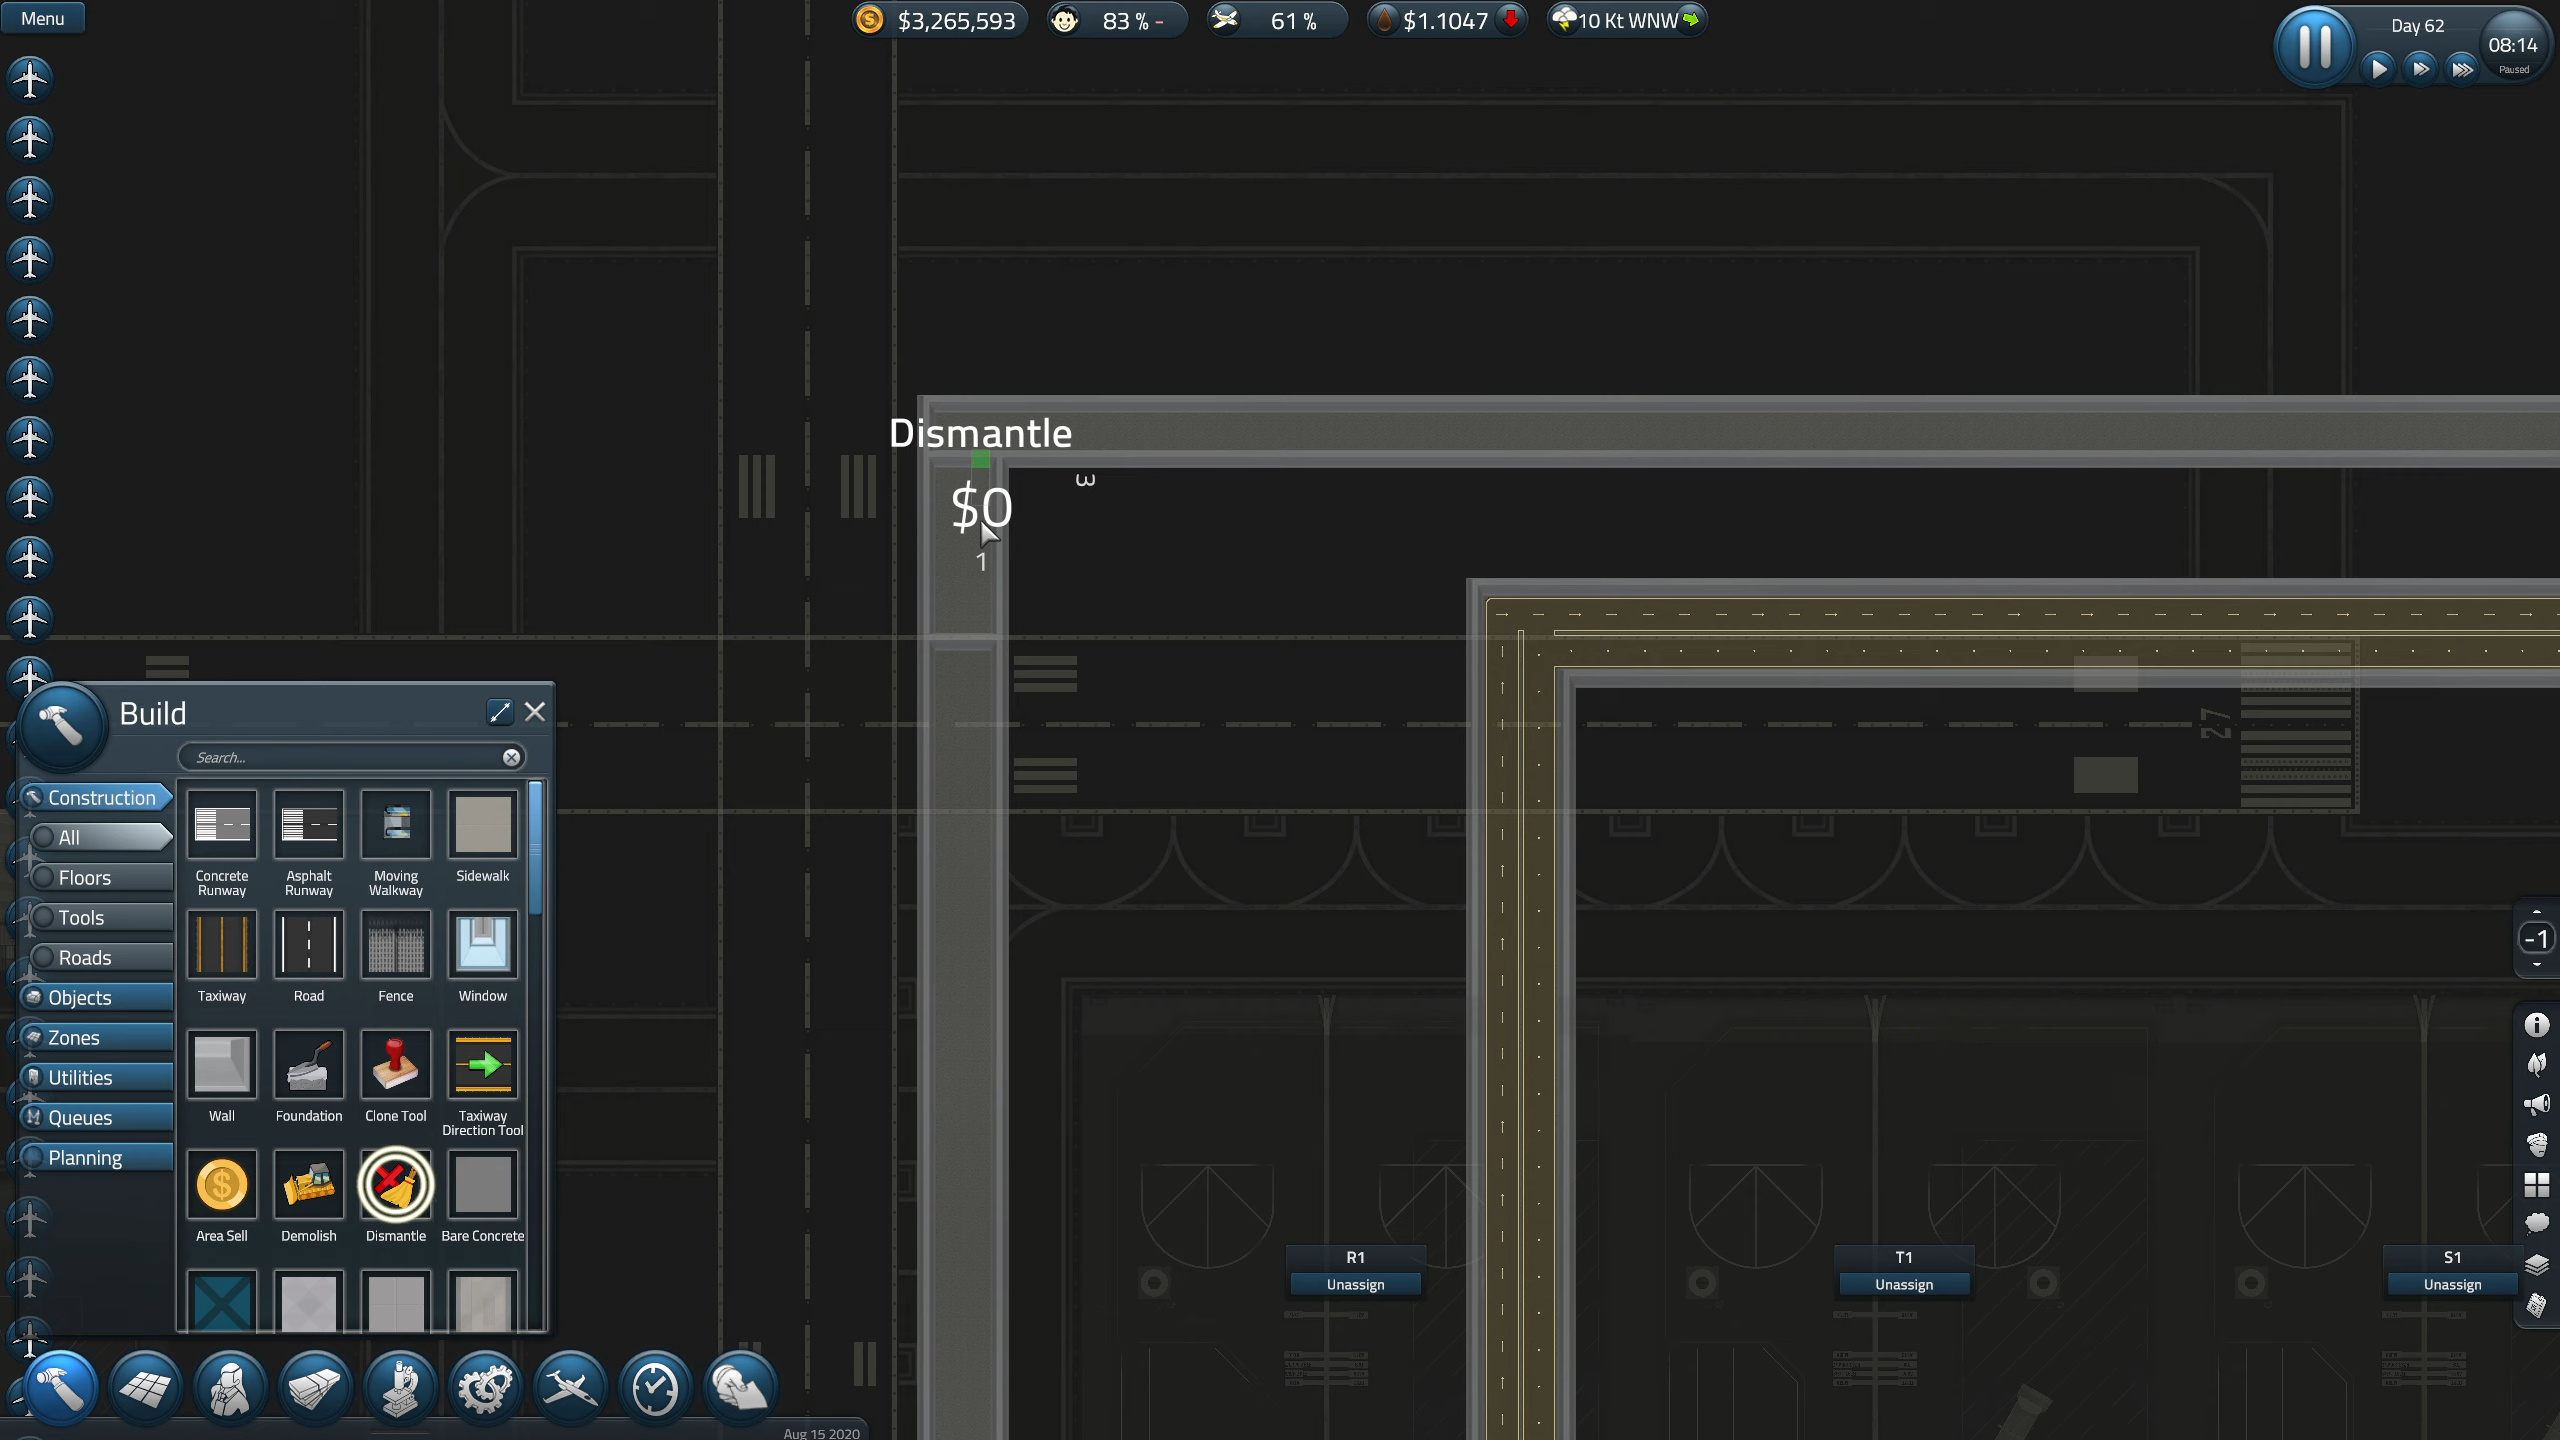 Menu
$3,265,593
83 % -
61 %
$1.1047
10 Kt WNW
Day 62
08:14
Paused
Dismantle
$0
3
1
27
Build
Search...
Construction
All
Floors
Tools
Roads
Objects
Zones
Utilities
Queues
Planning
Concrete Runway
Asphalt Runway
Moving Walkway
Sidewalk
Taxiway
Road
Fence
Window
Wall
Foundation
Clone Tool
Taxiway Direction Tool
Area Sell
Demolish
Dismantle
Bare Concrete
-1
R1
Unassign
T1
Unassign
S1
Unassign
Aug 15 2020